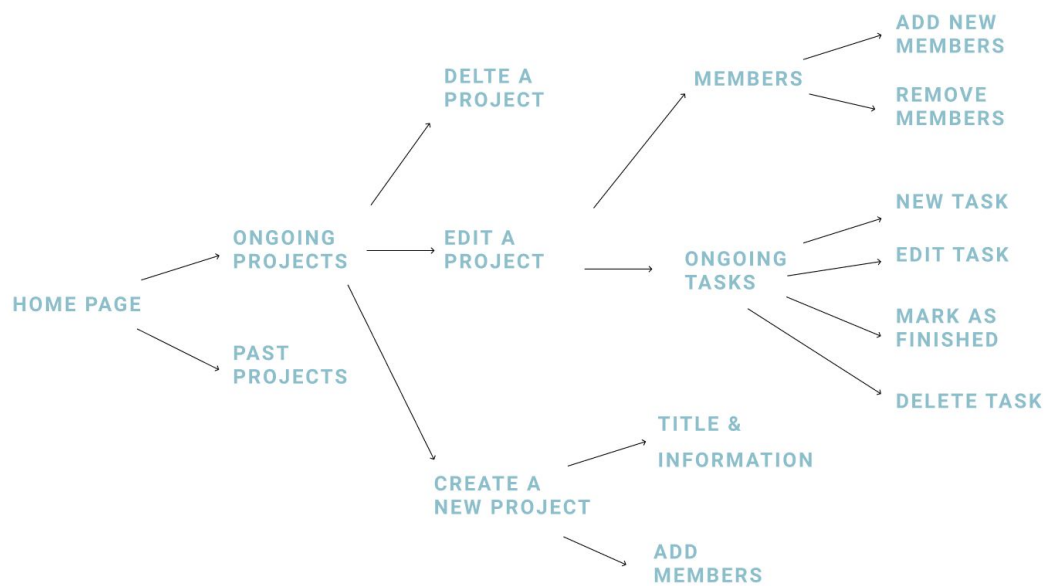 HOME PAGE
ONGOING
PROJECTS
PAST
PROJECTS
DELTE A
PROJECT
EDIT A
PROJECT
CREATE A
NEW PROJECT
MEMBERS
ADD NEW
MEMBERS
REMOVE
MEMBERS
ONGOING
TASKS
NEW TASK
EDIT TASK
MARK AS
FINISHED
DELETE TASK
TITLE &
INFORMATION
ADD
MEMBERS